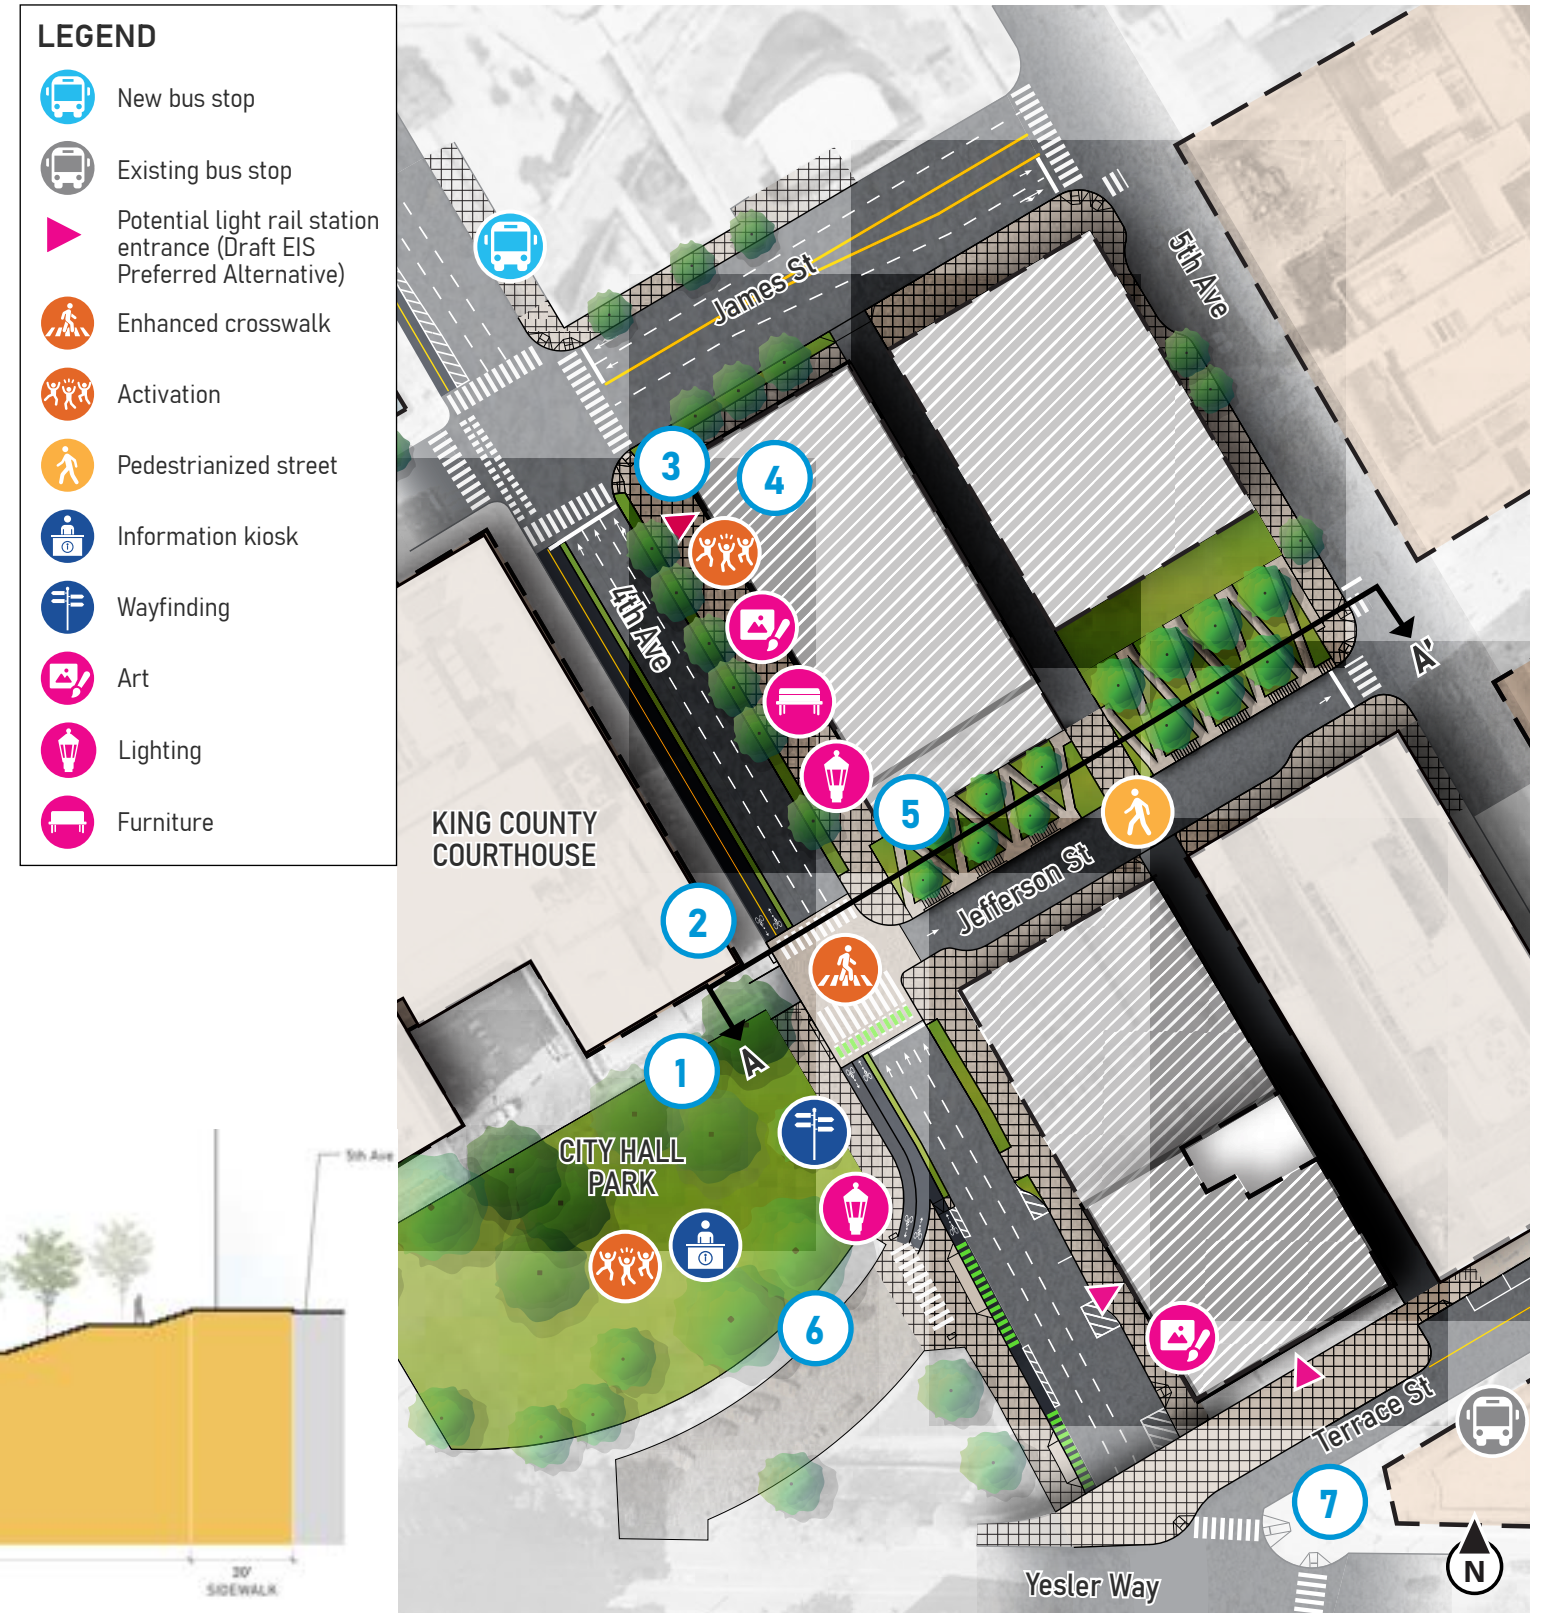 LEGEND
New bus stop
Existing bus stop
Potential light rail station
entrance (Draft EIS
Preferred Alternative)
Enhanced crosswalk
Activation
Pedestrianized street
Information kiosk
Wayfinding
Art
Lighting
Furniture
James St
5th Ave
3
4
4th Ave
A'
KING COUNTY
COURTHOUSE
5
Jefferson St
2
A
1
CITY HALL
PARK
5th Ave
6
Terrace St
7
N
Yesler Way
20'
SIDEWALK